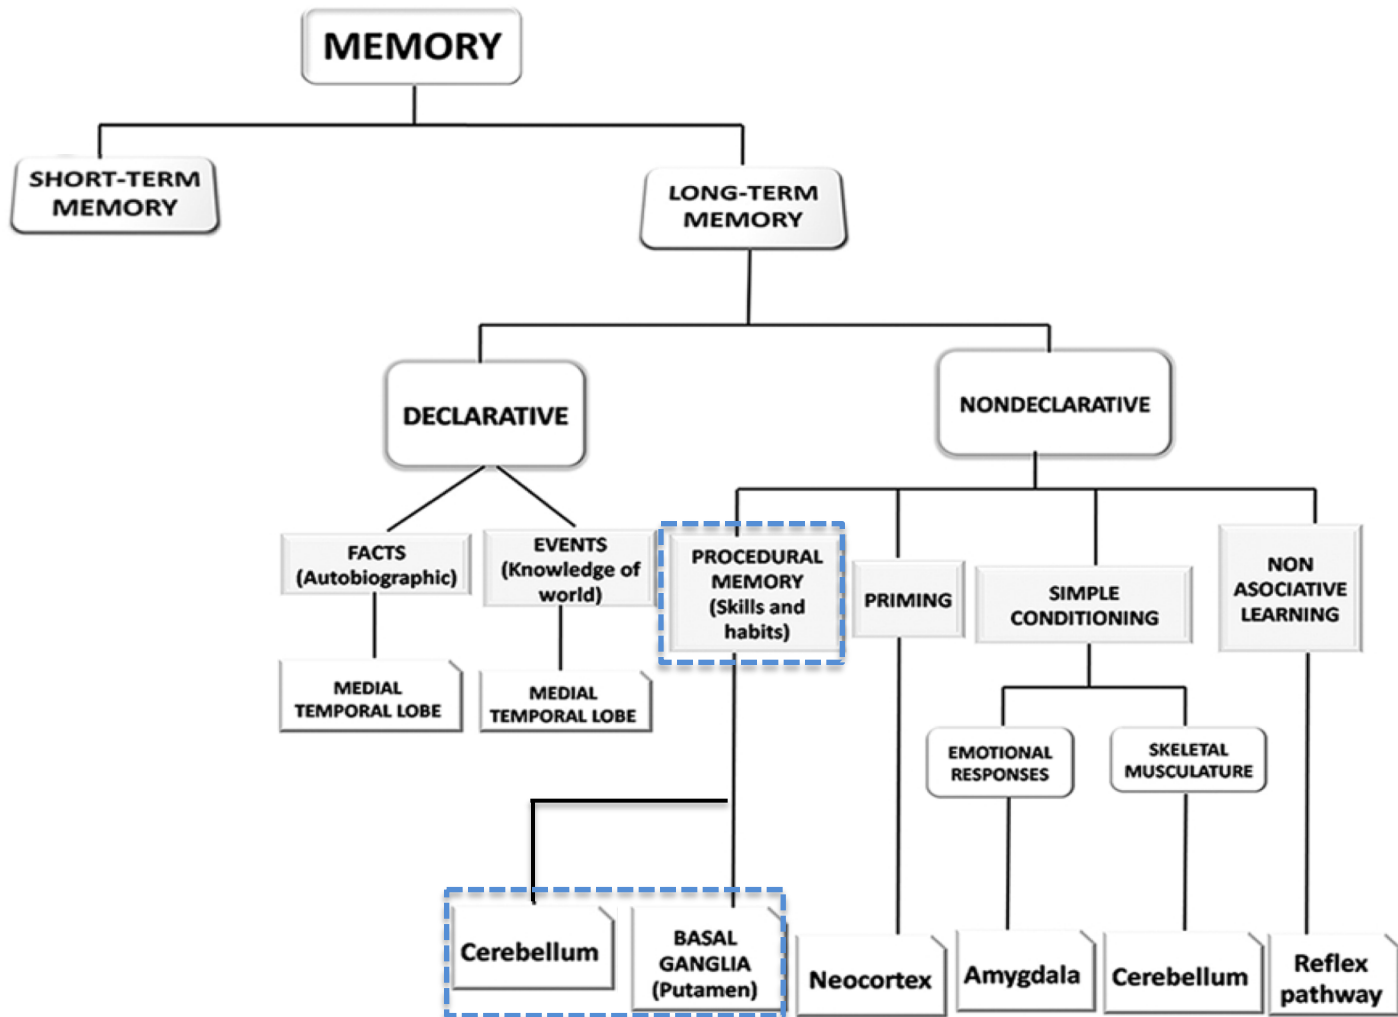 MEMORY
SHORT-TERM
MEMORY
LONG-TERM
MEMORY
DECLARATIVE
NONDECLARATIVE
FACTS
(Autobiographic)
EVENTS
(Knowledge of
world)
PROCEDURAL
MEMORY
(Skills and
habits)
PRIMING
SIMPLE
CONDITIONING
NON
ASOCIATIVE
LEARNING
MEDIAL
TEMPORAL LOBE
MEDIAL
TEMPORAL LOBE
EMOTIONAL
RESPONSES
SKELETAL
MUSCULATURE
Cerebellum
BASAL
GANGLIA
(Putamen)
Neocortex
Amygdala
Cerebellum
Reflex
pathway